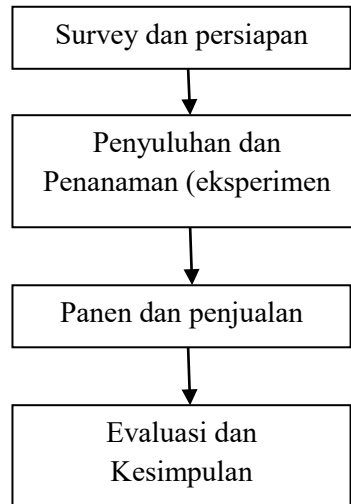 Survey dan persiapan
Penyuluhan dan
Penanaman (eksperimen
Panen dan penjualan
Evaluasi dan
Kesimpulan